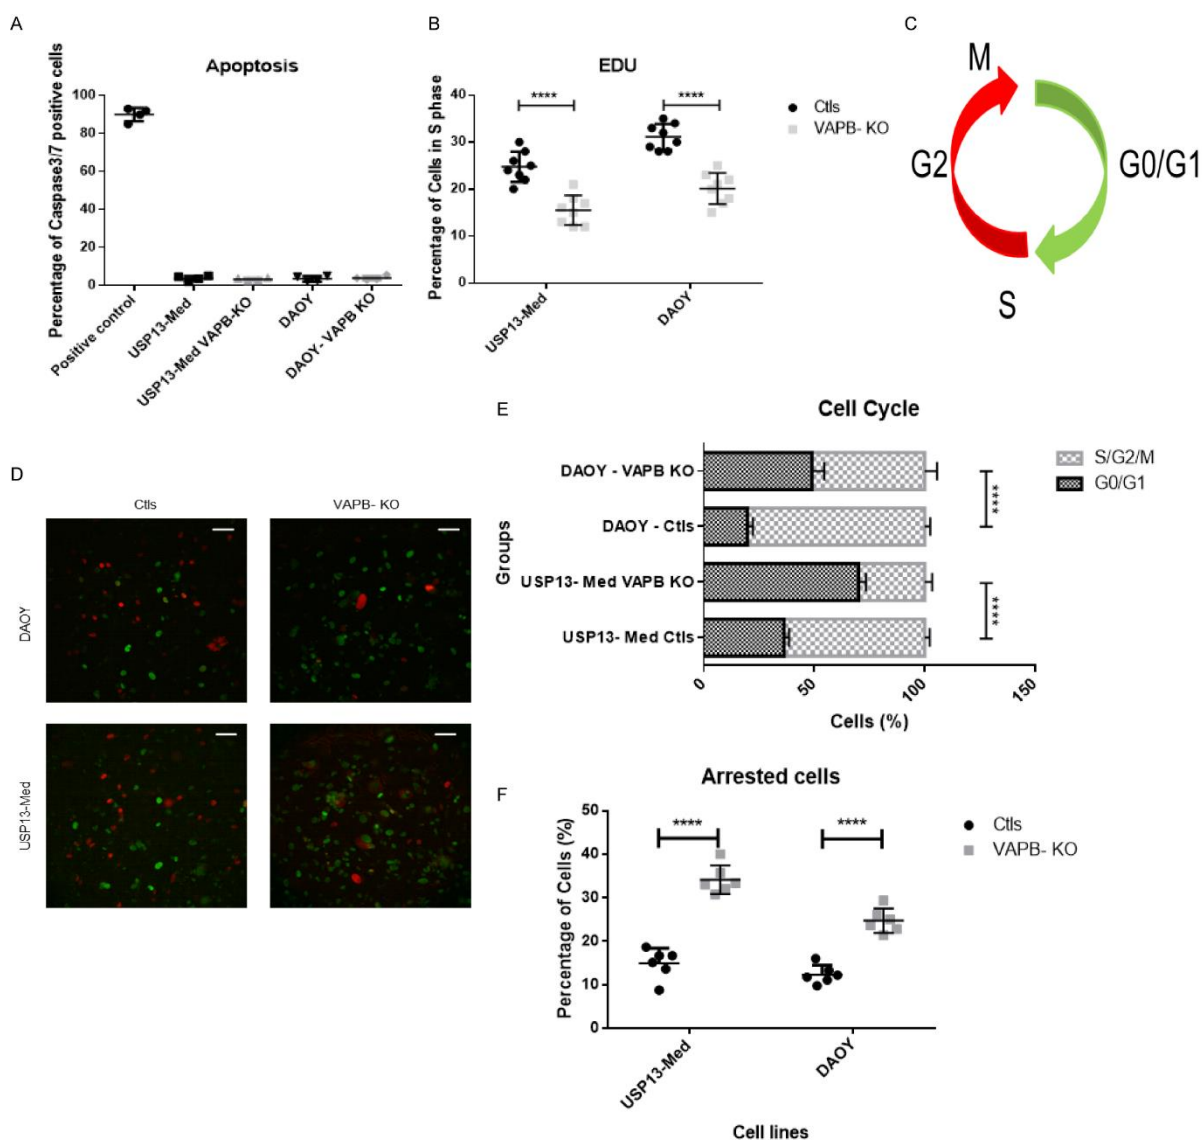 A
Apoptosis
Percentage of Caspase3/7 positive cells
100
80
60
40
20
0
Positive control
USP13-Med
USP13-Med VAPB-KO
DAOY
DAOY- VAPB KO
B
EDU
Percentage of Cells in S phase
40
30
20
10
0
****
****
USP13-Med
DAOY
Ctls
VAPB- KO
C
M
G2
G0/G1
S
D
Ctls
VAPB- KO
DAOY
USP13-Med
E
Cell Cycle
Groups
DAOY - VAPB KO
DAOY - Ctls
USP13- Med VAPB KO
USP13- Med Ctls
****
****
0
50
100
150
Cells (%)
S/G2/M
G0/G1
F
Arrested cells
Percentage of Cells (%)
50
40
30
20
10
0
****
****
USP13-Med
DAOY
Cell lines
Ctls
VAPB- KO